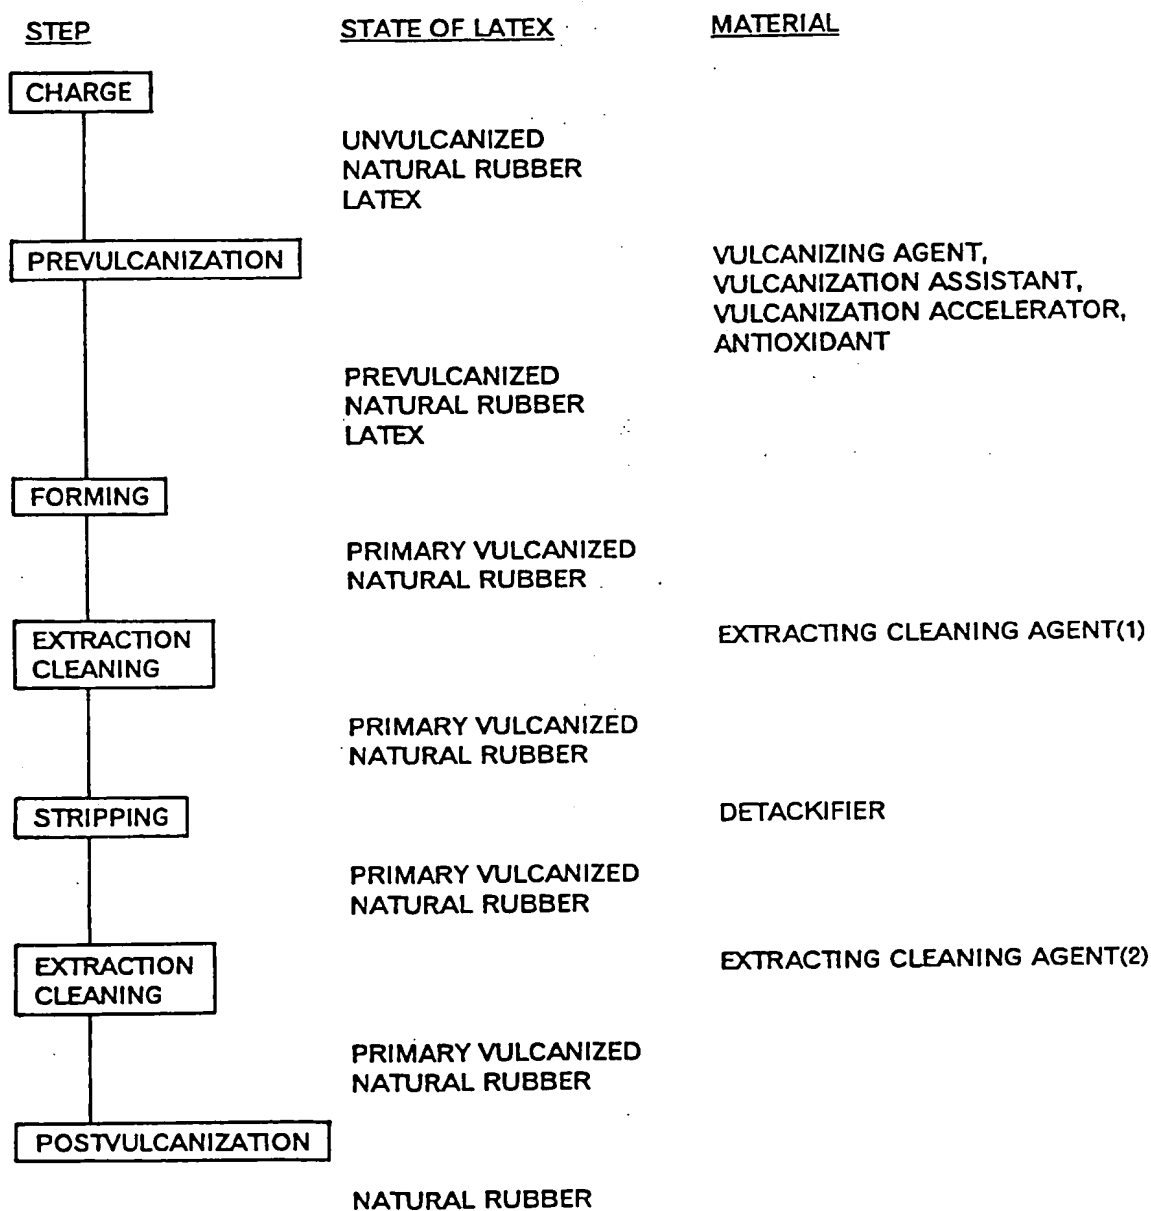 STEP
STATE OF LATEX
MATERIAL
CHARGE
UNVULCANIZED
NATURAL RUBBER
LATEX
PREVULCANIZATION
VULCANIZING AGENT,
VULCANIZATION ASSISTANT,
VULCANIZATION ACCELERATOR,
ANTIOXIDANT
PREVULCANIZED
NATURAL RUBBER
LATEX
FORMING
PRIMARY VULCANIZED
NATURAL RUBBER
EXTRACTION
CLEANING
EXTRACTING CLEANING AGENT(1)
PRIMARY VULCANIZED
NATURAL RUBBER
STRIPPING
DETACKIFIER
PRIMARY VULCANIZED
NATURAL RUBBER
EXTRACTION
CLEANING
EXTRACTING CLEANING AGENT(2)
PRIMARY VULCANIZED
NATURAL RUBBER
POSTVULCANIZATION
NATURAL RUBBER